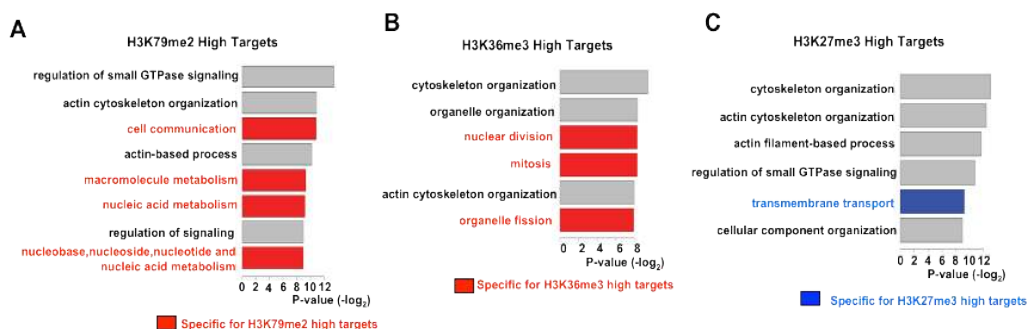 A
H3K79me2 High Targets
regulation of small GTPase signaling
actin cytoskeleton organization
cell communication
actin-based process
macromolecule metabolism
nucleic acid metabolism
regulation of signaling
nucleobase,nucleoside,nucleotide and
nucleic acid metabolism
0 2 4 6 8 10 12
P-value (-log2)
Specific for H3K79me2 high targets
B
H3K36me3 High Targets
cytoskeleton organization
organelle organization
nuclear division
mitosis
actin cytoskeleton organization
organelle fission
0 2 4 6 8 10
P-value (-log2)
Specific for H3K36me3 high targets
C
H3K27me3 High Targets
cytoskeleton organization
actin cytoskeleton organization
actin filament-based process
regulation of small GTPase signaling
transmembrane transport
cellular component organization
0 2 4 6 8 10 12
P-value (-log2)
Specific for H3K27me3 high targets